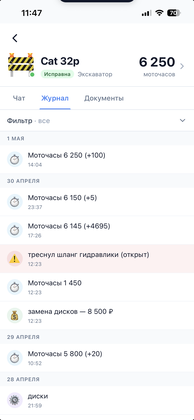 11:47
70
Cat 32p
Исправна Экскаватор
6 250
моточасов
Чат Журнал Документы
Фильтр · все
1 МАЯ
Моточасы 6 250 (+100)
14:04
30 АПРЕЛЯ
Моточасы 6 150 (+5)
23:37
Моточасы 6 145 (+4695)
17:26
треснул шланг гидравлики (открыт)
12:23
Моточасы 1 450
12:23
замена дисков — 8 500 ₽
12:23
29 АПРЕЛЯ
Моточасы 5 800 (+20)
10:52
28 АПРЕЛЯ
диски
21:59